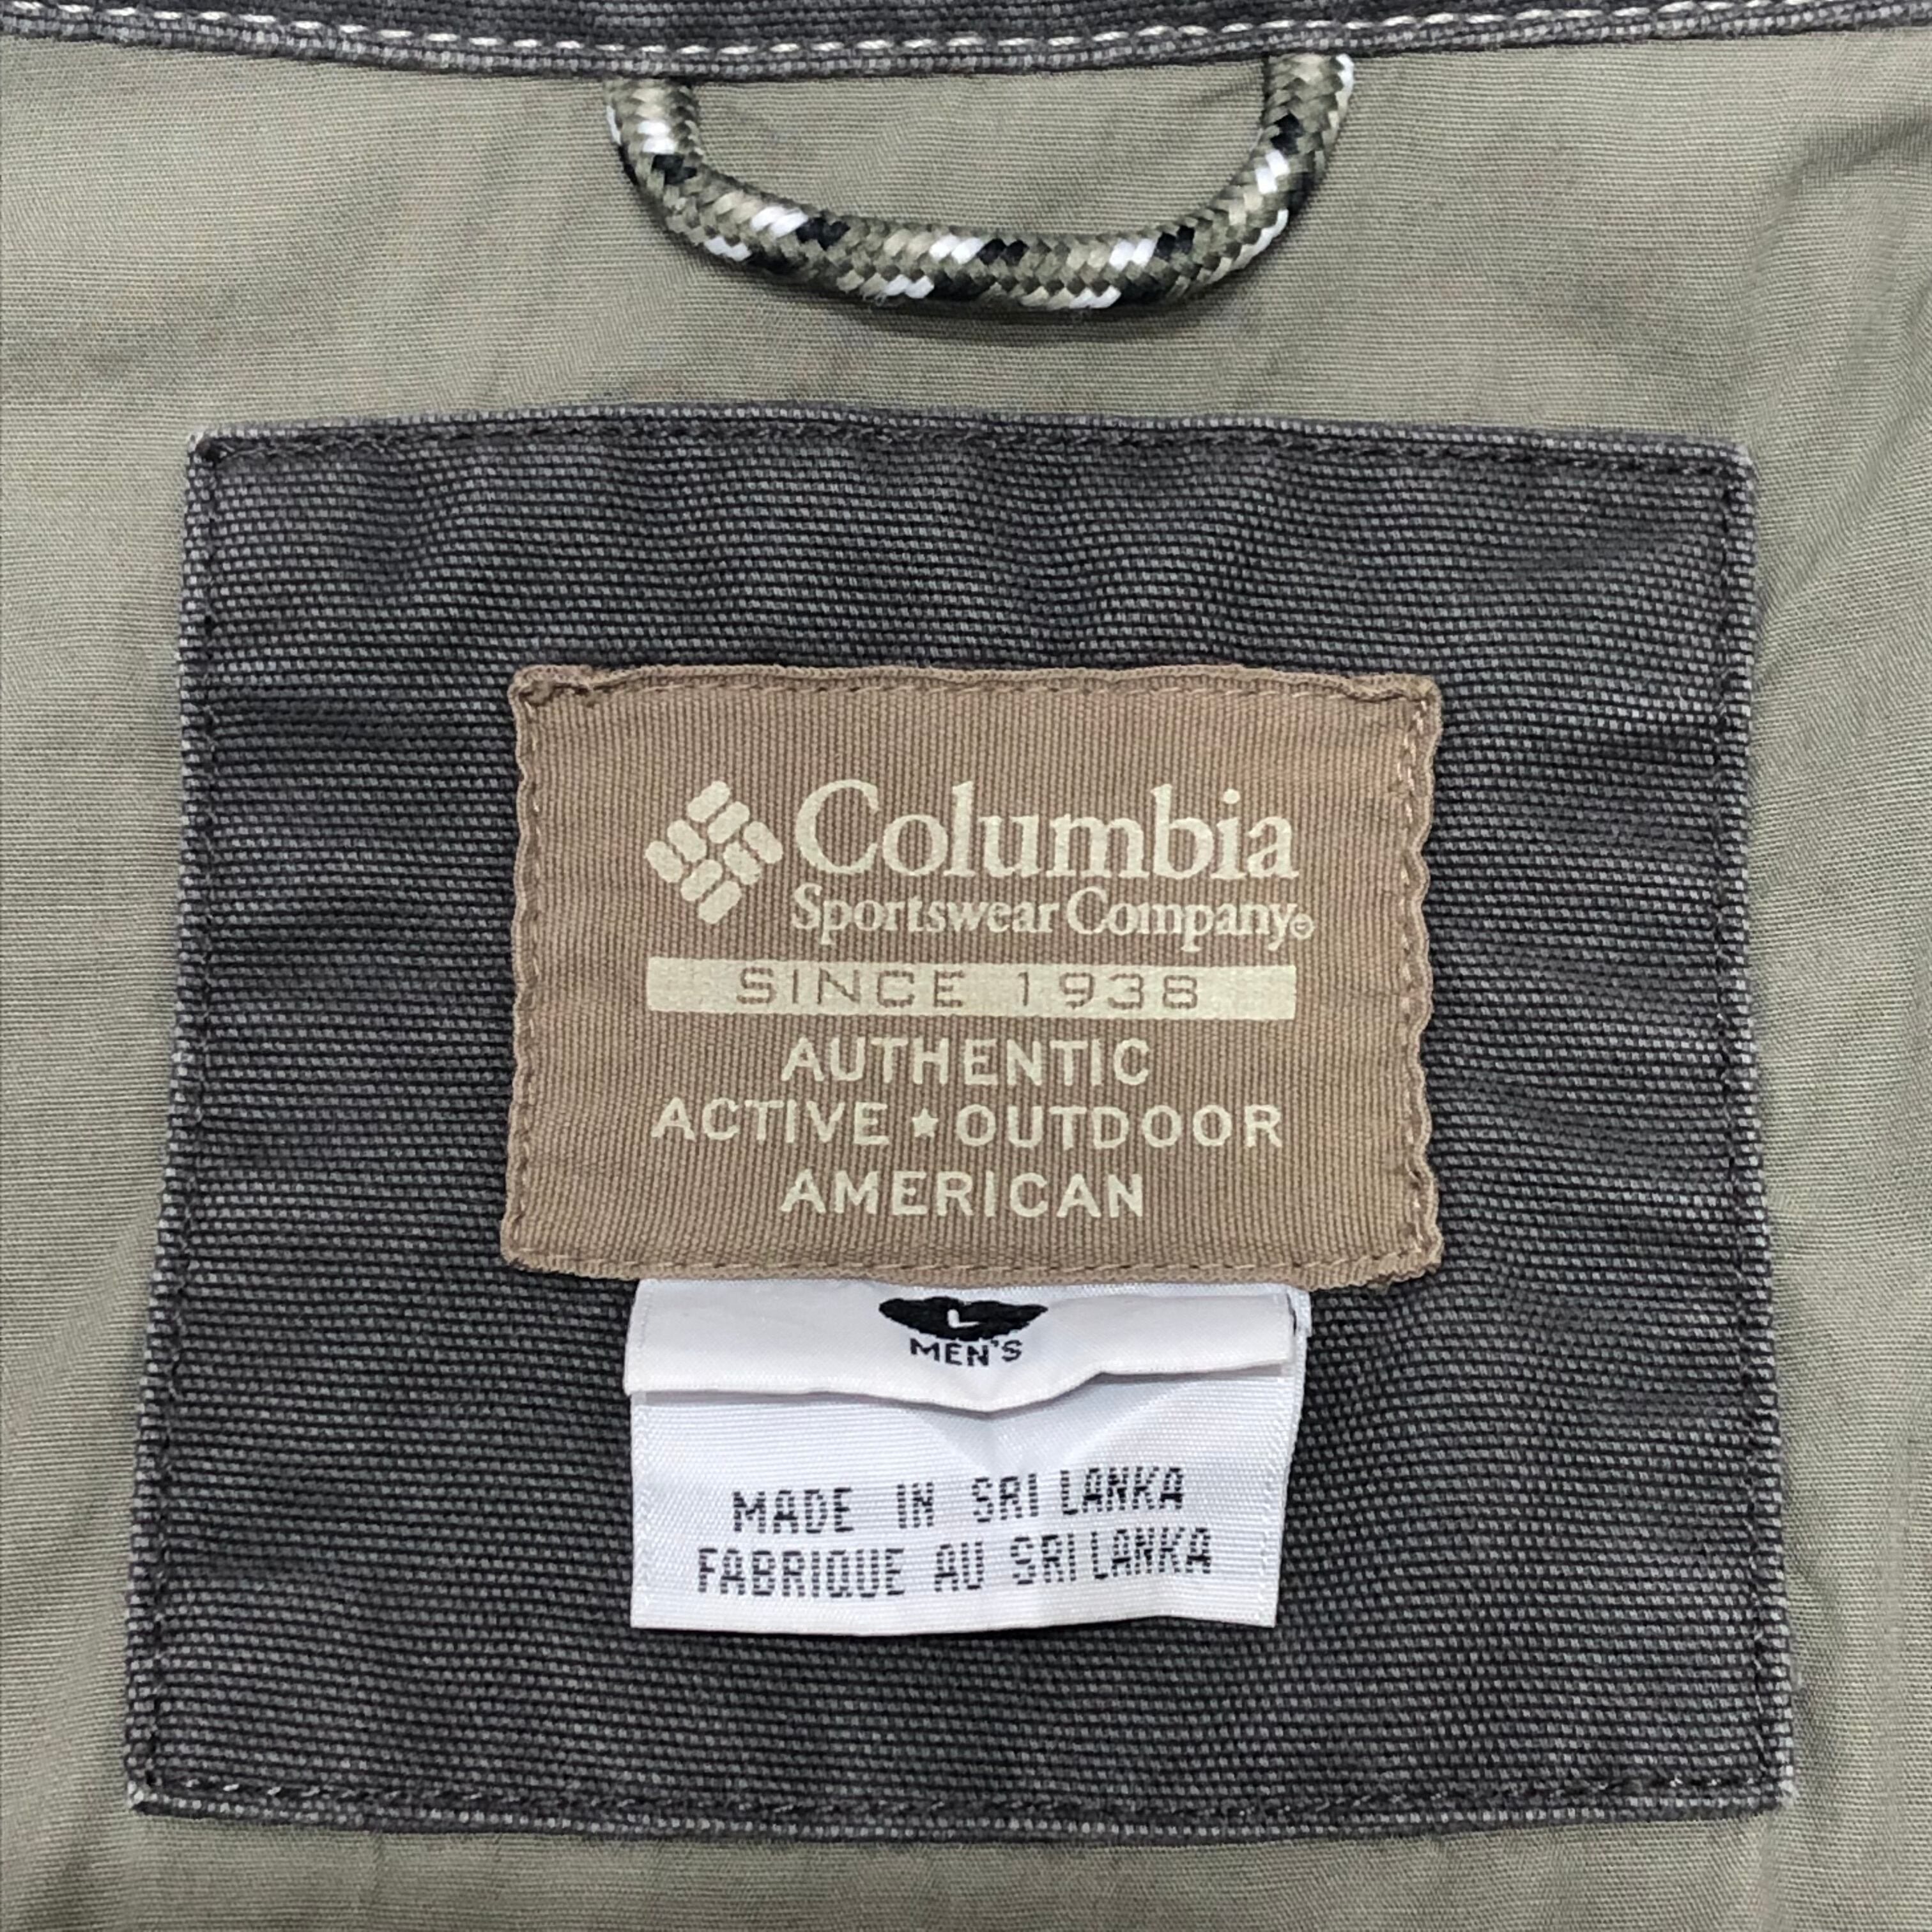 Columbia
Sportswear Company®
SINCE 1938
AUTHENTIC
ACTIVE ★ OUTDOOR
AMERICAN
L
MEN'S
MADE IN SRI LANKA
FABRIQUE AU SRI LANKA